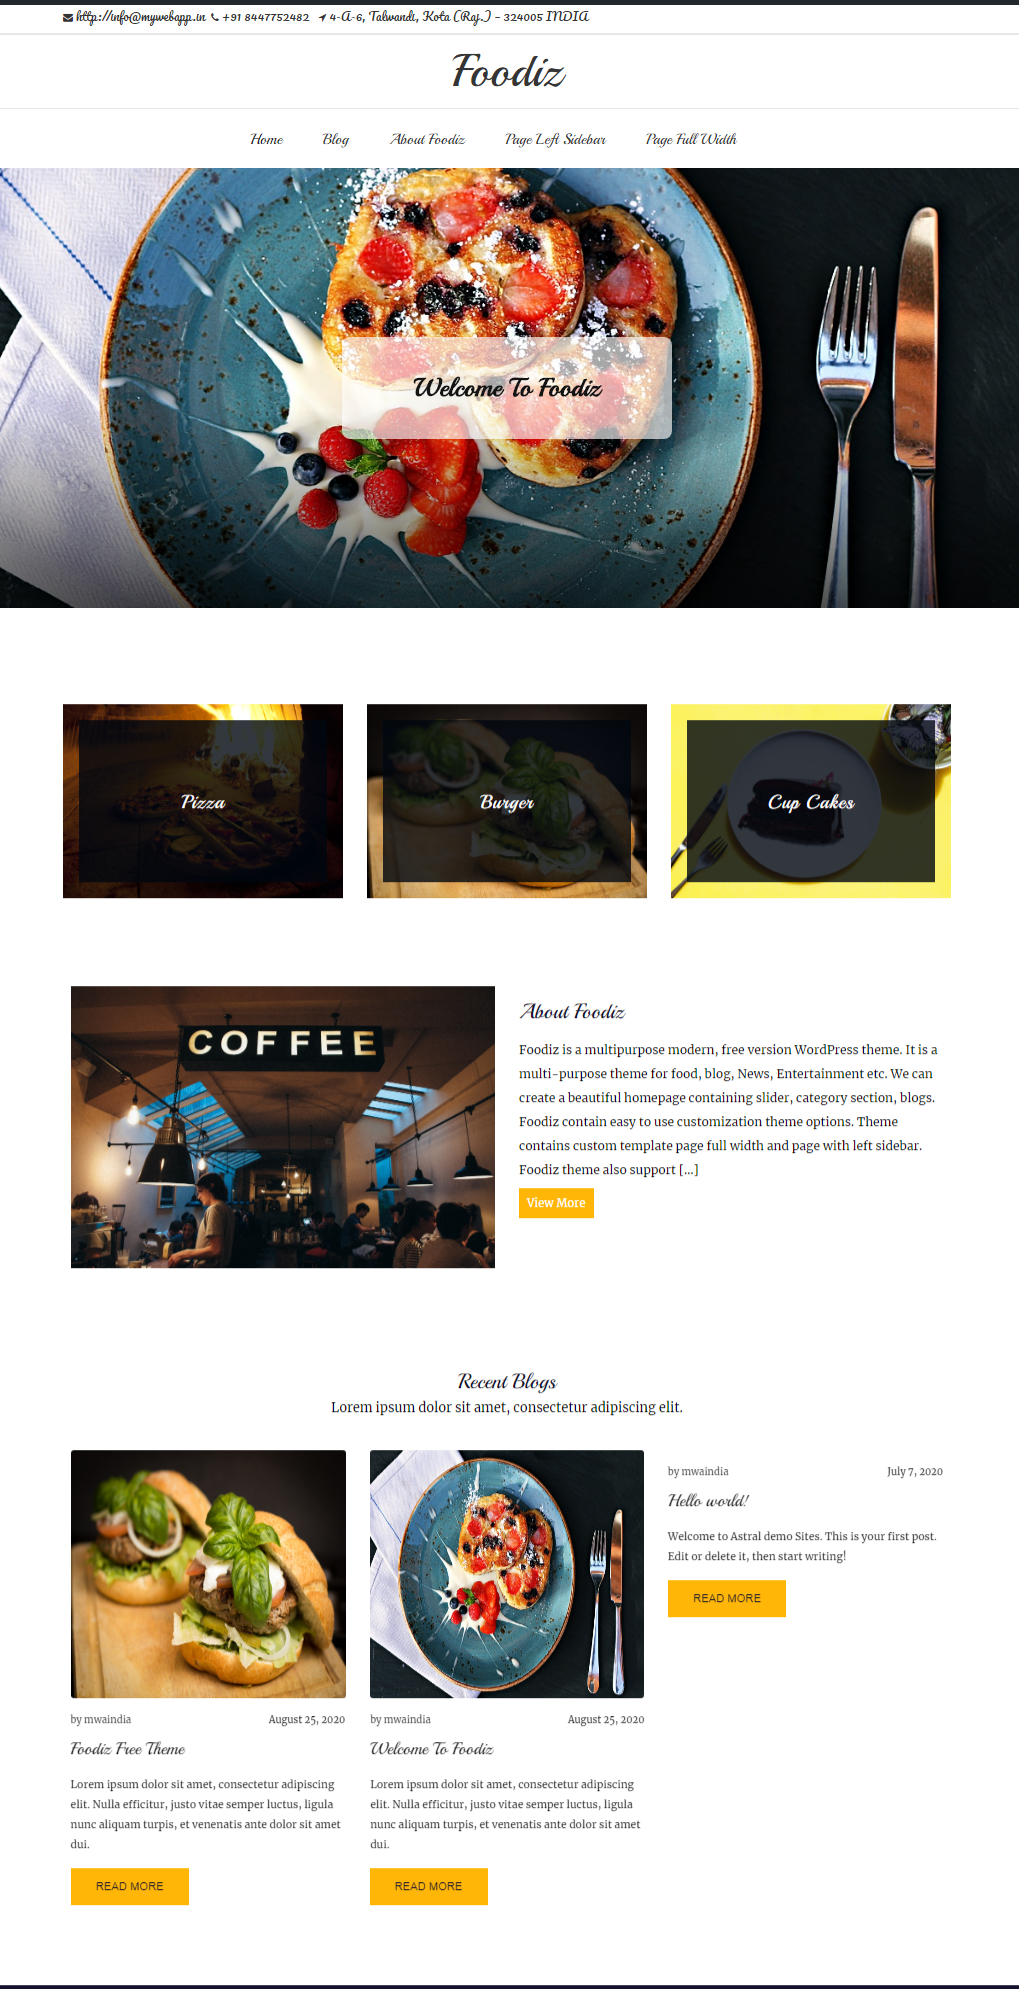 http://info@mywebapp.in +91 8447752482 4-A-6, Talwandi, Kota (Raj.) – 324005 INDIA
Foodiz
Home Blog About Foodiz Page Left Sidebar Page Full Width
Welcome To Foodiz
Pizza Burger Cup Cakes
COFFEE
About Foodiz
Foodiz is a multipurpose modern, free version WordPress theme. It is a
multi-purpose theme for food, blog, News, Entertainment etc. We can
create a beautiful homepage containing slider, category section, blogs.
Foodiz contain easy to use customization theme options. Theme
contains custom template page full width and page with left sidebar.
Foodiz theme also support [...]
View More
Recent Blogs
Lorem ipsum dolor sit amet, consectetur adipiscing elit.
by mwaindia August 25, 2020
Foodiz Free Theme
Lorem ipsum dolor sit amet, consectetur adipiscing
elit. Nulla efficitur, justo vitae semper luctus, ligula
nunc aliquam turpis, et venenatis ante dolor sit amet
dui.
READ MORE
by mwaindia August 25, 2020
Welcome To Foodiz
Lorem ipsum dolor sit amet, consectetur adipiscing
elit. Nulla efficitur, justo vitae semper luctus, ligula
nunc aliquam turpis, et venenatis ante dolor sit amet
dui.
READ MORE
by mwaindia July 7, 2020
Hello world!
Welcome to Astral demo Sites. This is your first post.
Edit or delete it, then start writing!
READ MORE